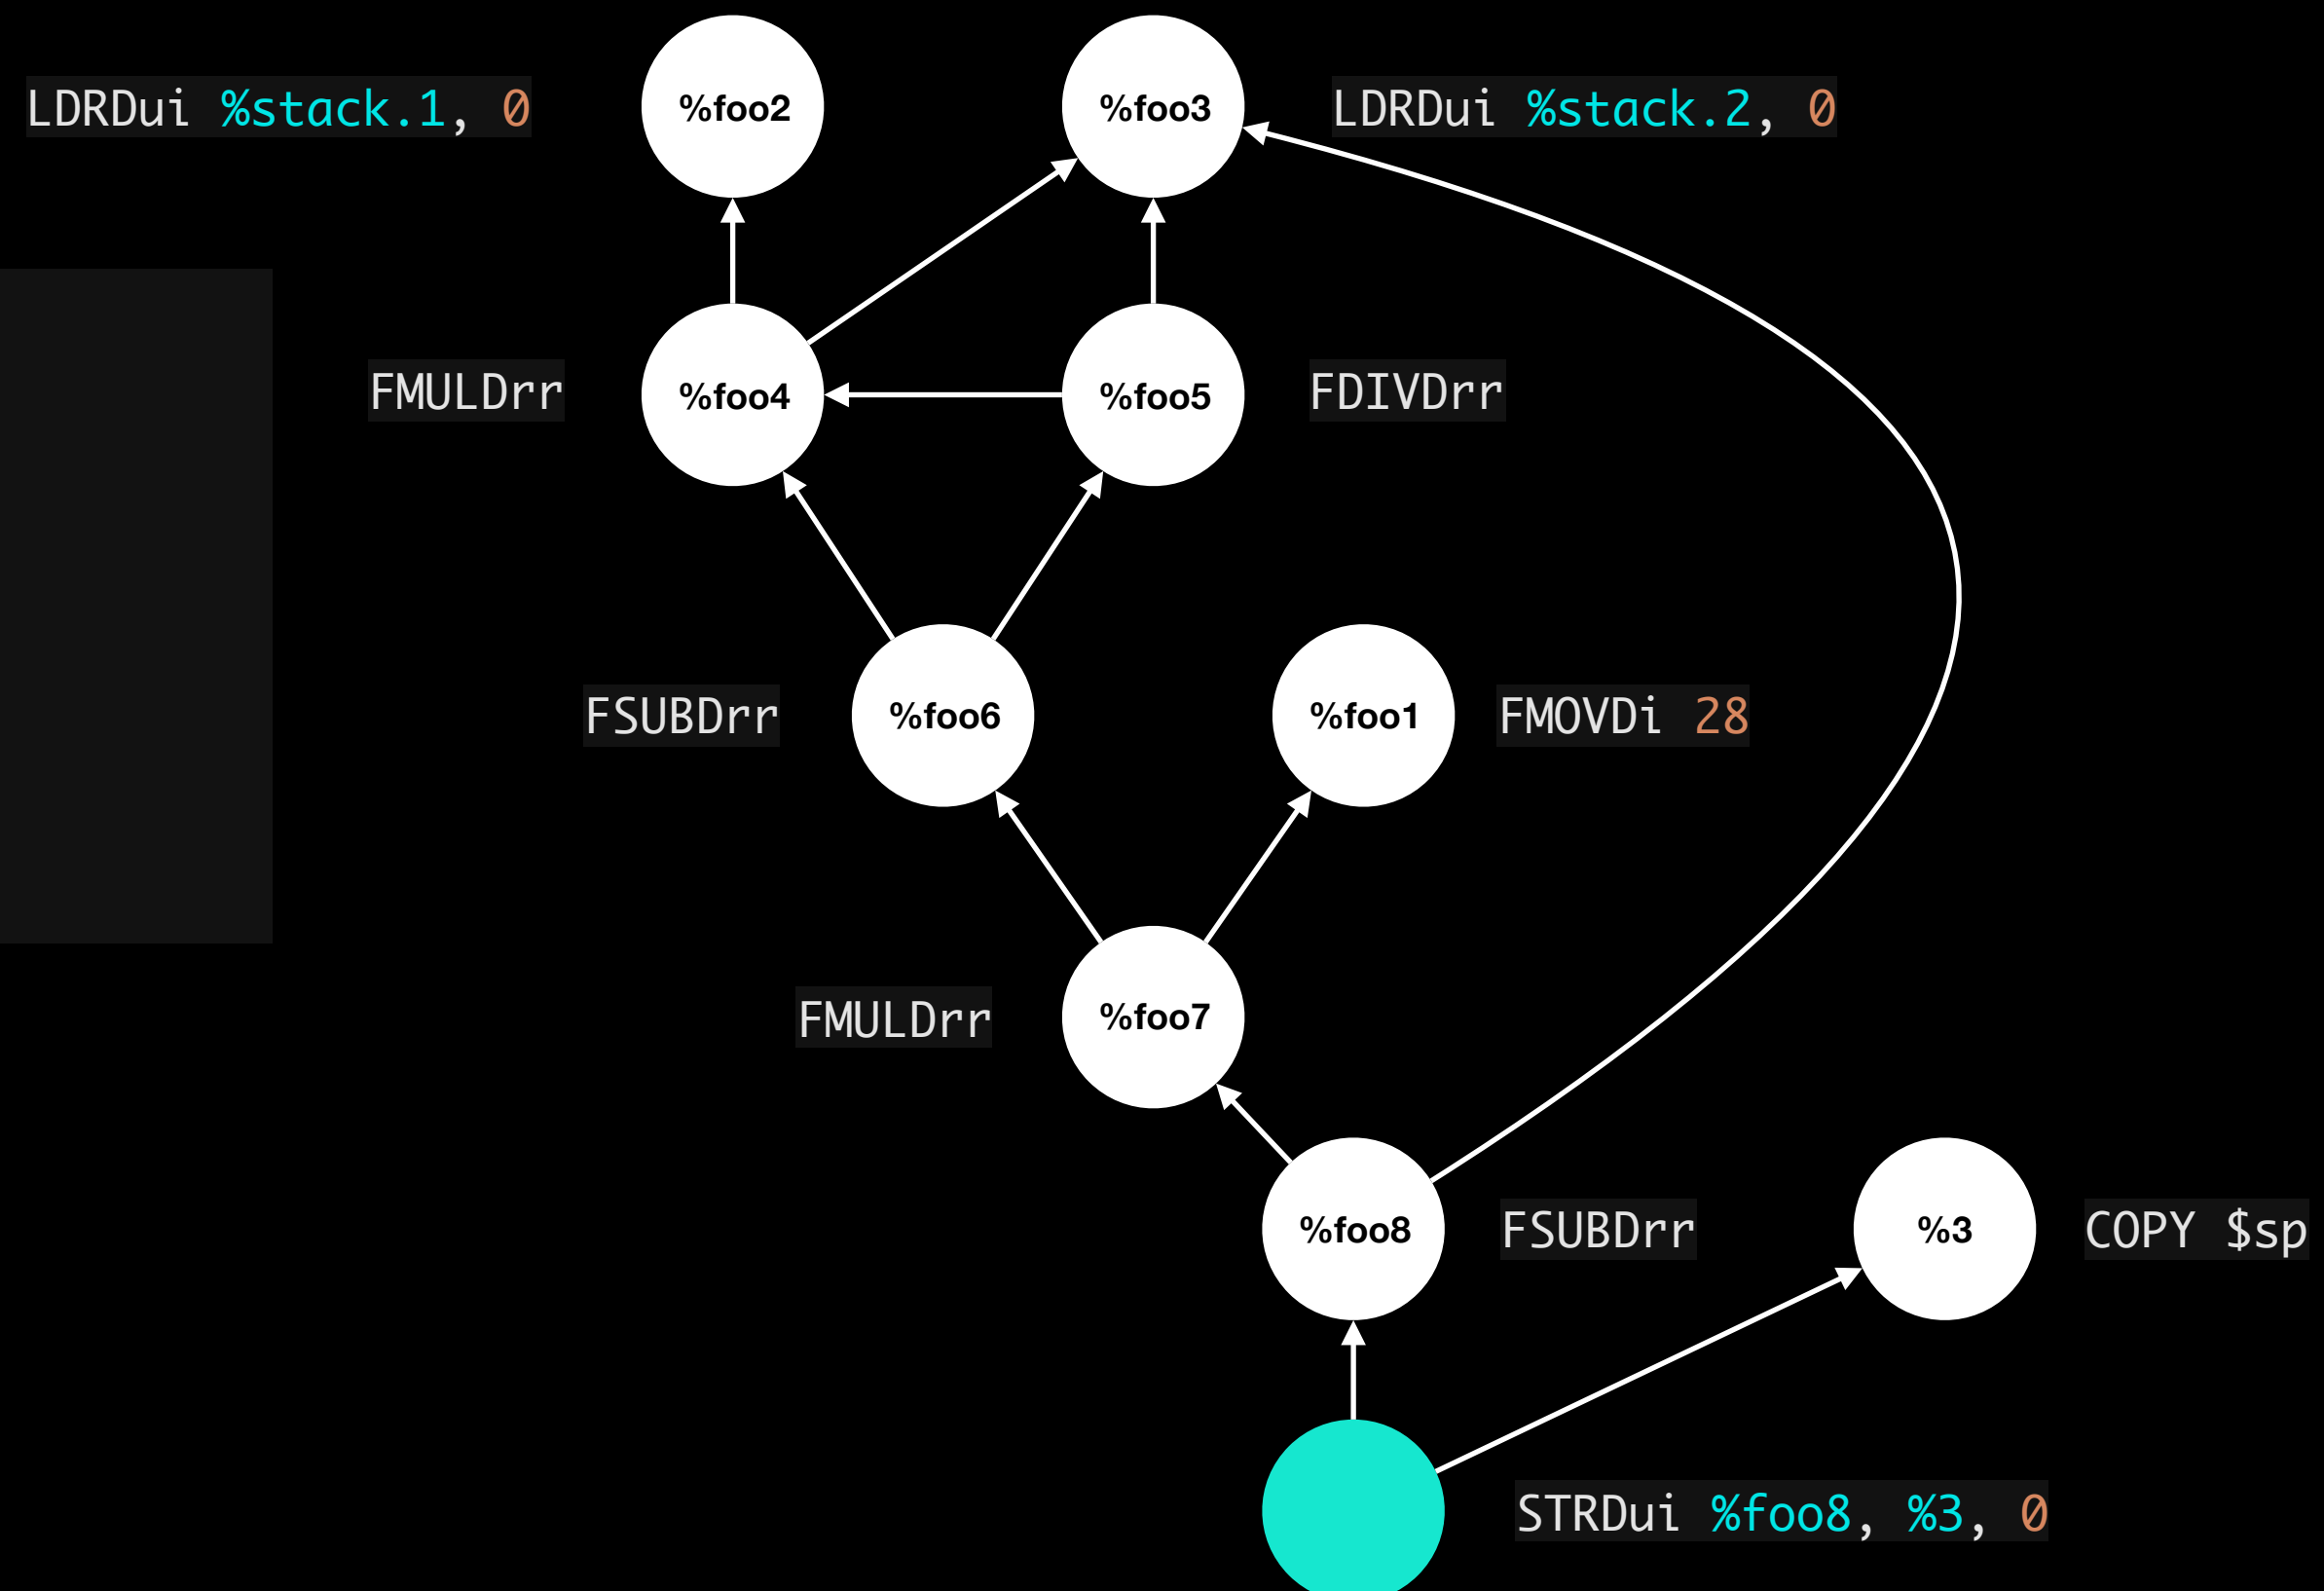 LDRDui %stack.1, 0
%foo2
%foo3
LDRDui %stack.2, 0
FMULDrr
%foo4
%foo5
FDIVDrr
FSUBDrr
%foo6
%foo1
FMOVDi 28
FMULDrr
%foo7
%foo8
FSUBDrr
%3
COPY $sp
STRDui %foo8, %3, 0